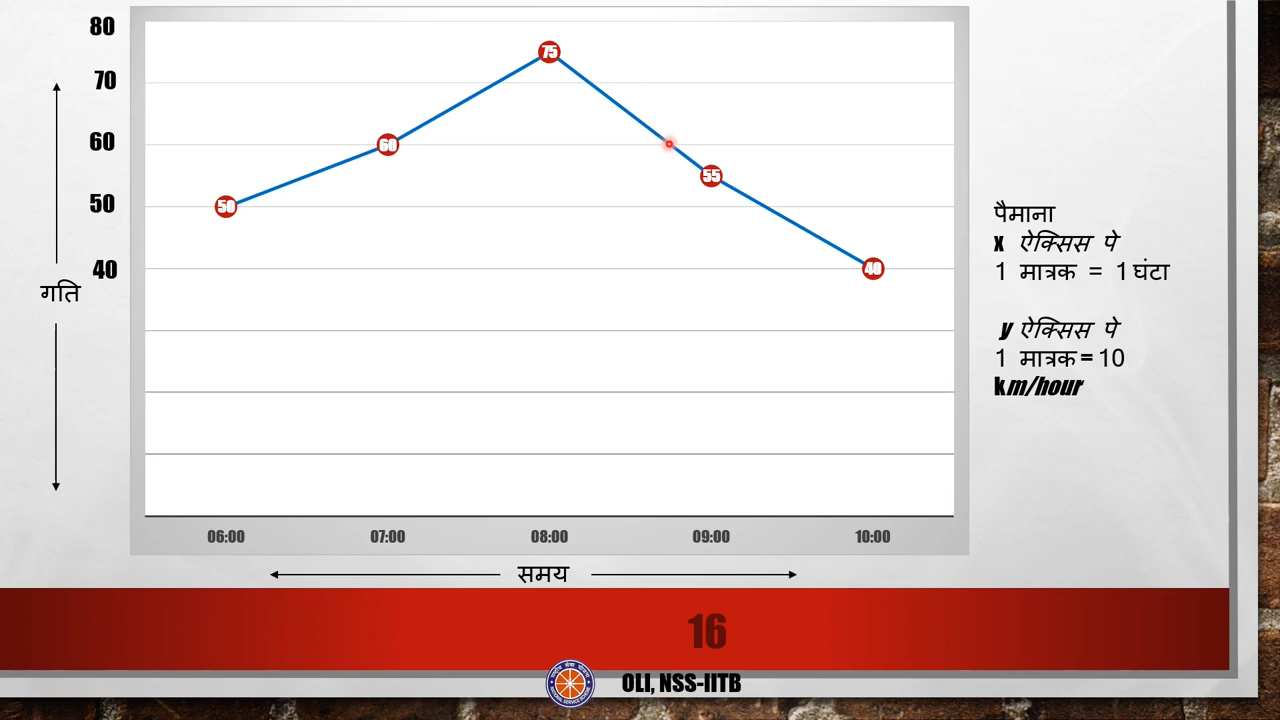 80
70
60
50
40
75
60
50
55
40
गति
06:00 07:00 08:00 09:00 10:00
समय
पैमाना
x ऐक्सिस पे
1 मात्रक = 1 घंटा
y ऐक्सिस पे
1 मात्रक = 10
km/hour
16
OLI, NSS-IITB